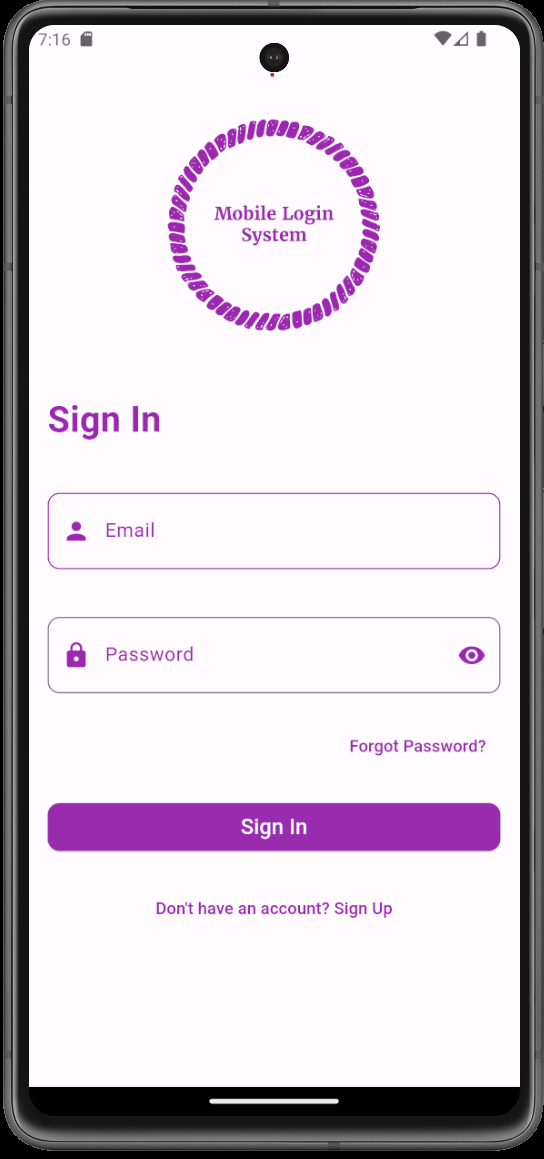 7:16
Mobile Login
System
Sign In
Email
Password
Forgot Password?
Sign In
Don't have an account? Sign Up